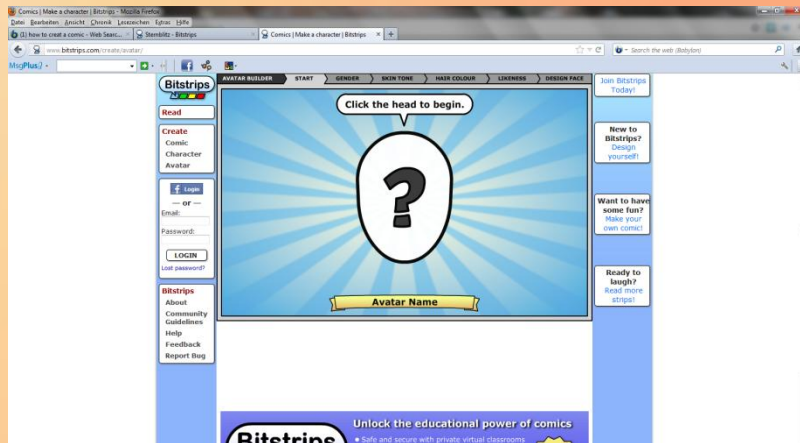 Comics | Make a character | Bitstrips - Mozilla Firefox
Datei Bearbeiten Ansicht Chronik Lesezeichen Extras Hilfe
(1) how to creat a comic - Web Searc...
Sternblitz - Bitstrips
Comics | Make a character | Bitstrips
www.bitstrips.com/create/avatar/
Search the web (Babylon)
MsgPlus!
Bitstrips
AVATAR BUILDER START GENDER SKIN TONE HAIR COLOUR LIKENESS DESIGN FACE
Click the head to begin.
?
Avatar Name
Read
Create
Comic
Character
Avatar
Login
— or —
Email:
Password:
LOGIN
Lost password?
Bitstrips
About
Community
Guidelines
Help
Feedback
Report Bug
Join Bitstrips
Today!
New to
Bitstrips?
Design
yourself!
Want to have
some fun?
Make your
own comic!
Ready to
laugh?
Read more
strips!
Bitstrips
Unlock the educational power of comics
Safe and secure with private virtual classrooms